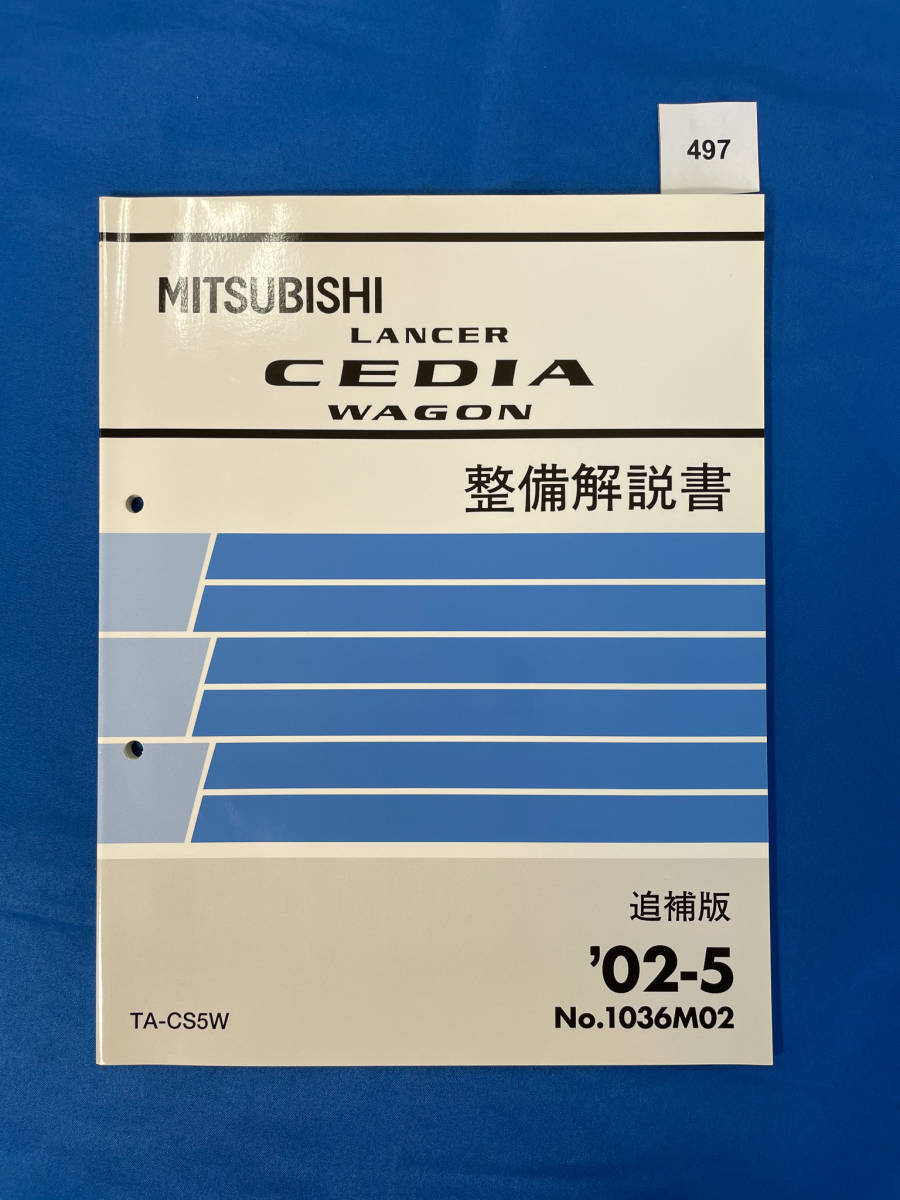 497
MITSUBISHI
LANCER
CEDIA
WAGON
整備解説書
追補版
'02-5
TA-CS5W
No.1036M02